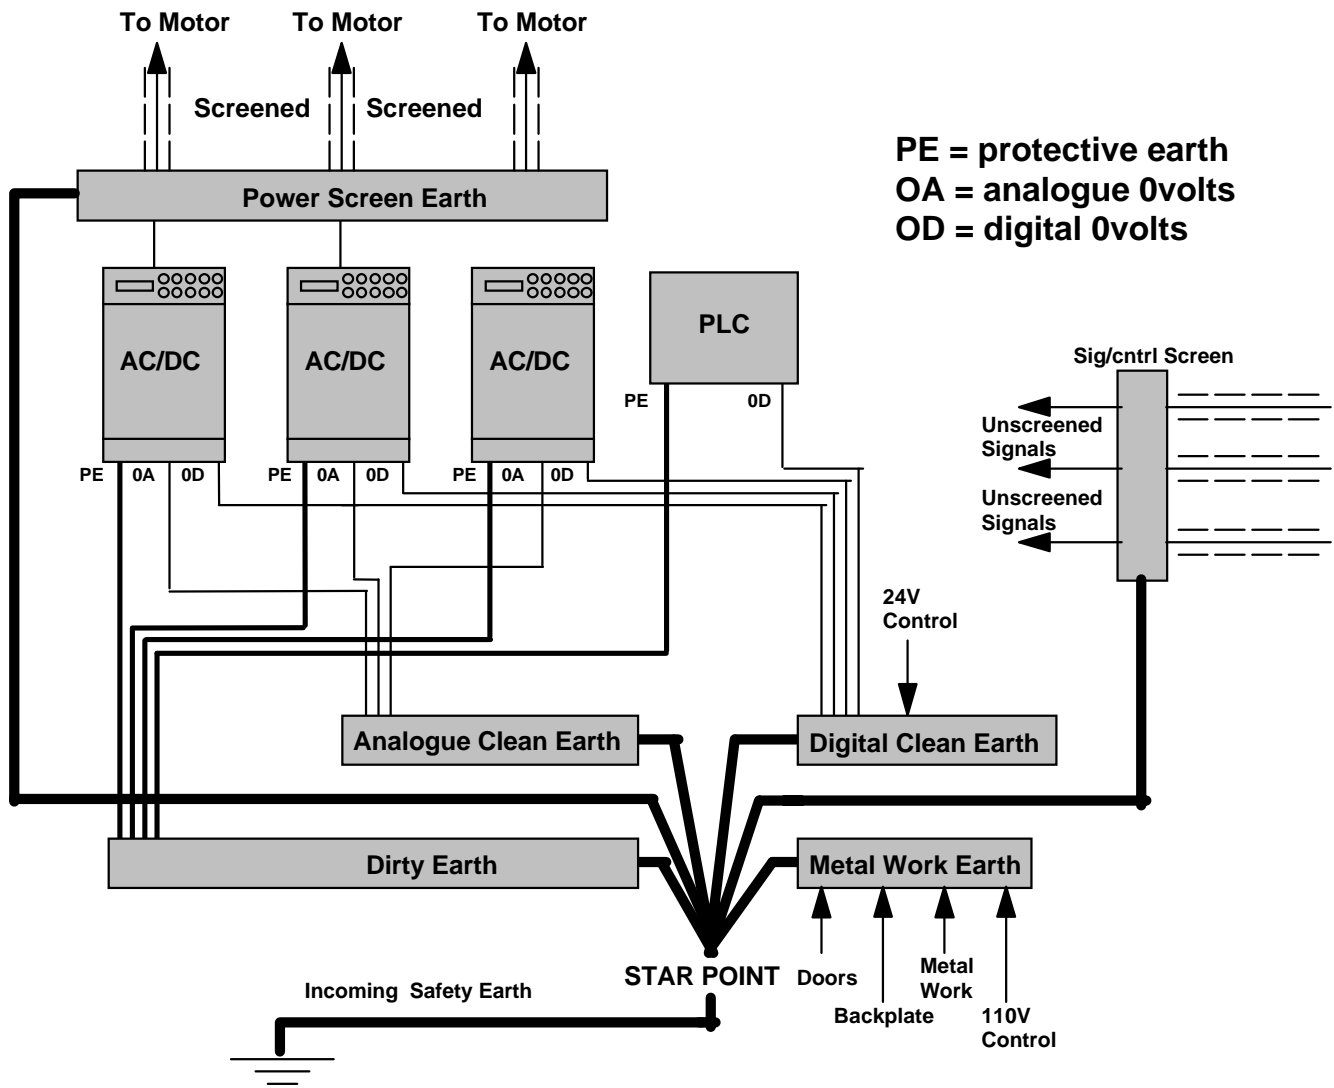 To Motor To Motor To Motor
Screened Screened
PE = protective earth
OA = analogue 0volts
OD = digital 0volts
Power Screen Earth
AC/DC AC/DC AC/DC PLC
Sig/cntrl Screen
PE 0D
Unscreened
Signals
PE 0A 0D PE 0A 0D PE 0A 0D
Unscreened
Signals
24V
Control
Analogue Clean Earth Digital Clean Earth
Dirty Earth Metal Work Earth
STAR POINT Doors
Metal
Work
Incoming Safety Earth
Backplate
110V
Control